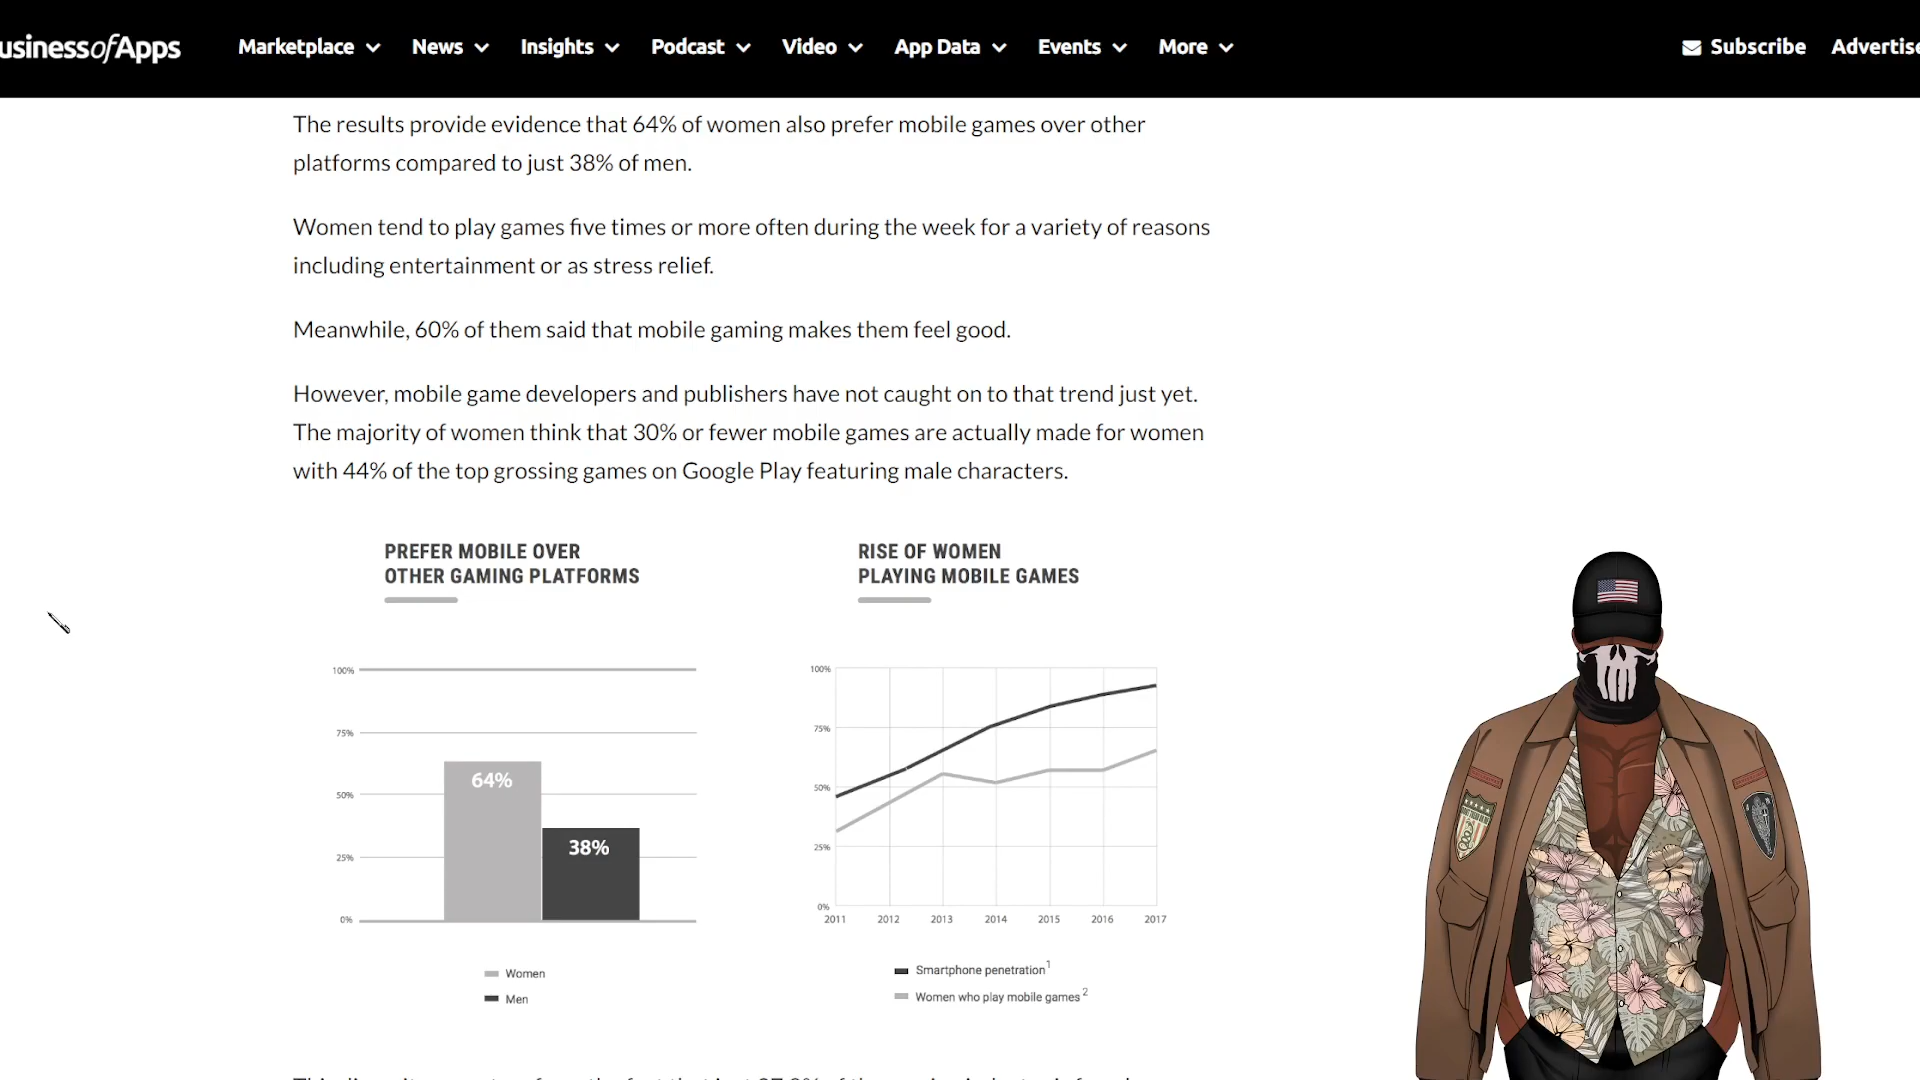 usinessofApps
Marketplace News Insights Podcast Video App Data Events More Subscribe Advertise
The results provide evidence that 64% of women also prefer mobile games over other
platforms compared to just 38% of men.
Women tend to play games five times or more often during the week for a variety of reasons
including entertainment or as stress relief.
Meanwhile, 60% of them said that mobile gaming makes them feel good.
However, mobile game developers and publishers have not caught on to that trend just yet.
The majority of women think that 30% or fewer mobile games are actually made for women
with 44% of the top grossing games on Google Play featuring male characters.
PREFER MOBILE OVER
OTHER GAMING PLATFORMS
100%
75%
50%
25%
0%
64%
38%
Women
Men
RISE OF WOMEN
PLAYING MOBILE GAMES
100%
75%
50%
25%
0%
2011 2012 2013 2014 2015 2016 2017
Smartphone penetration1
Women who play mobile games 2